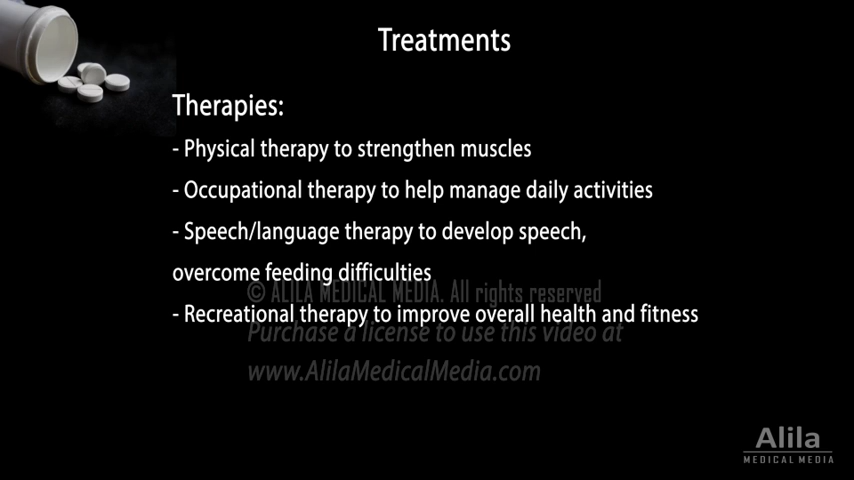 Treatments
Therapies:
- Physical therapy to strengthen muscles
- Occupational therapy to help manage daily activities
- Speech/language therapy to develop speech,
overcome feeding difficulties
© ALILA MEDICAL MEDIA. All rights reserved
- Recreational therapy to improve overall health and fitness
Purchase a license to use this video at
www.AlilaMedicalMedia.com
Alila
MEDICAL MEDIA